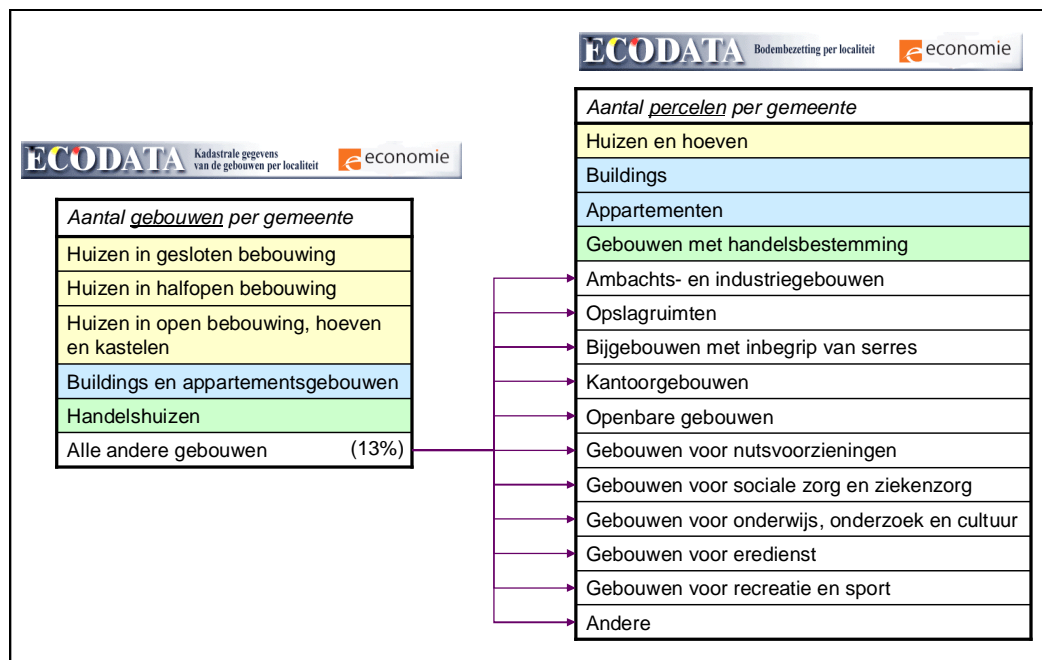 ECODATA Kadastrale gegevens
van de gebouwen per localiteit
e economie
Aantal gebouwen per gemeente
Huizen in gesloten bebouwing
Huizen in halfopen bebouwing
Huizen in open bebouwing, hoeven
en kastelen
Buildings en appartementsgebouwen
Handelshuizen
Alle andere gebouwen (13%)
ECODATA Bodembezetting per localiteit
e economie
Aantal percelen per gemeente
Huizen en hoeven
Buildings
Appartementen
Gebouwen met handelsbestemming
Ambachts- en industriegebouwen
Opslagruimten
Bijgebouwen met inbegrip van serres
Kantoorgebouwen
Openbare gebouwen
Gebouwen voor nutsvoorzieningen
Gebouwen voor sociale zorg en ziekenzorg
Gebouwen voor onderwijs, onderzoek en cultuur
Gebouwen voor eredienst
Gebouwen voor recreatie en sport
Andere